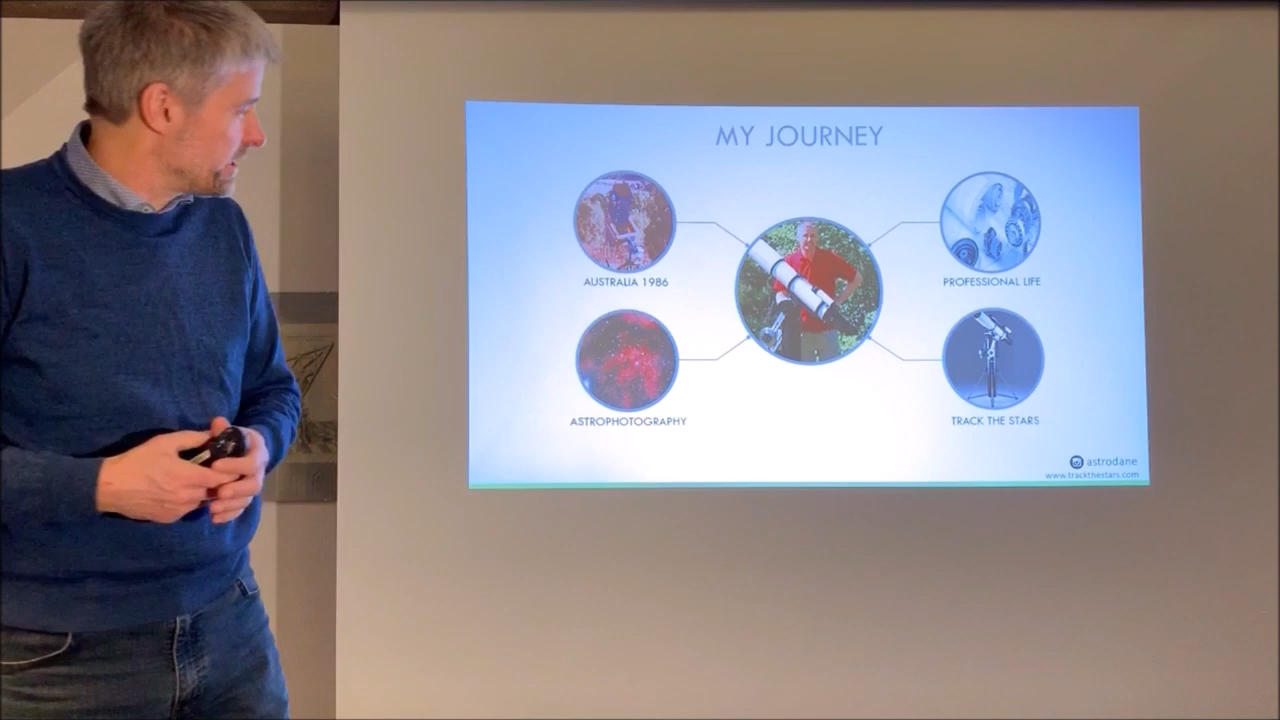 MY JOURNEY
AUSTRALIA 1986
PROFESSIONAL LIFE
ASTROPHOTOGRAPHY
TRACK THE STARS
astrodane
www.trackthestars.com